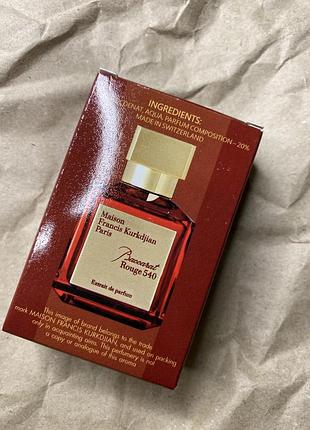 INGREDIENTS:
DENAT, AQUA, PARFUM COMPOSITION - 20%
MADE IN SWITZERLAND
Maison
Francis Kurkdjian
Paris
Baccarat
Rouge 540
Extrait de parfum
This image of brand belongs to the trade
mark MAISON FRANCIS KURKDJIAN, and used on packing
only in acquainting aims. This perfumery is not
a copy or analogue of this aroma